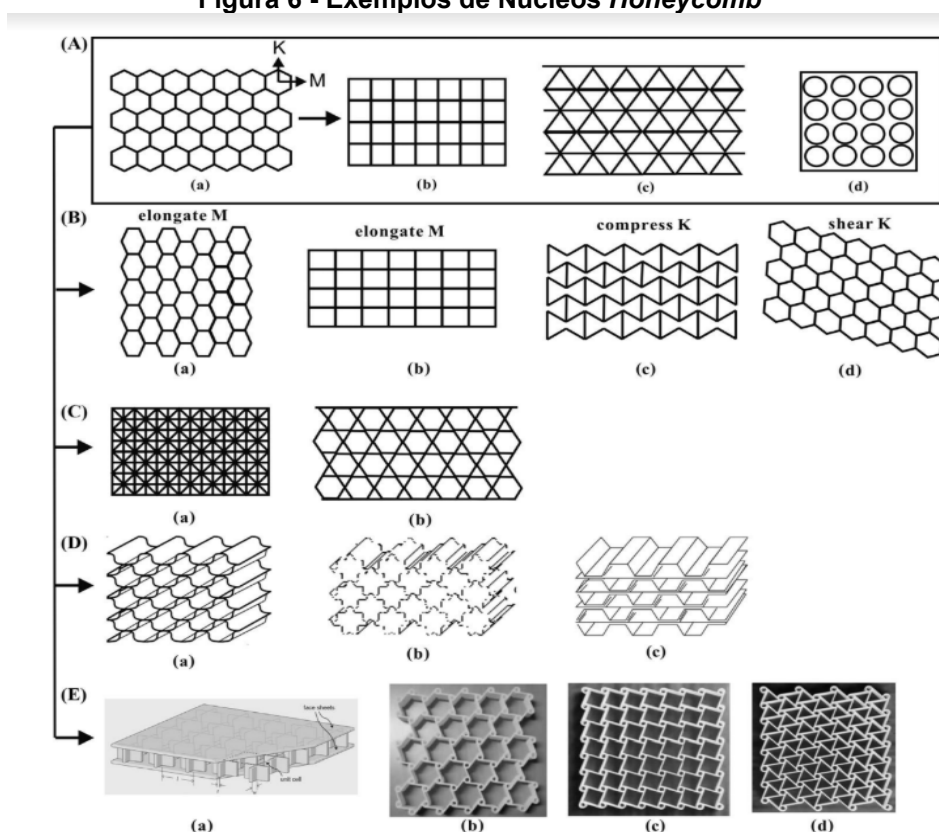 Figura 6 - Exemplos de Núcleos Honeycomb
(A)
K
M
(a)
(b)
(c)
(d)
(B)
elongate M
elongate M
compress K
shear K
(a)
(b)
(c)
(d)
(C)
(a)
(b)
(D)
(a)
(b)
(c)
(E)
face sheets
unit cell
(a)
(b)
(c)
(d)